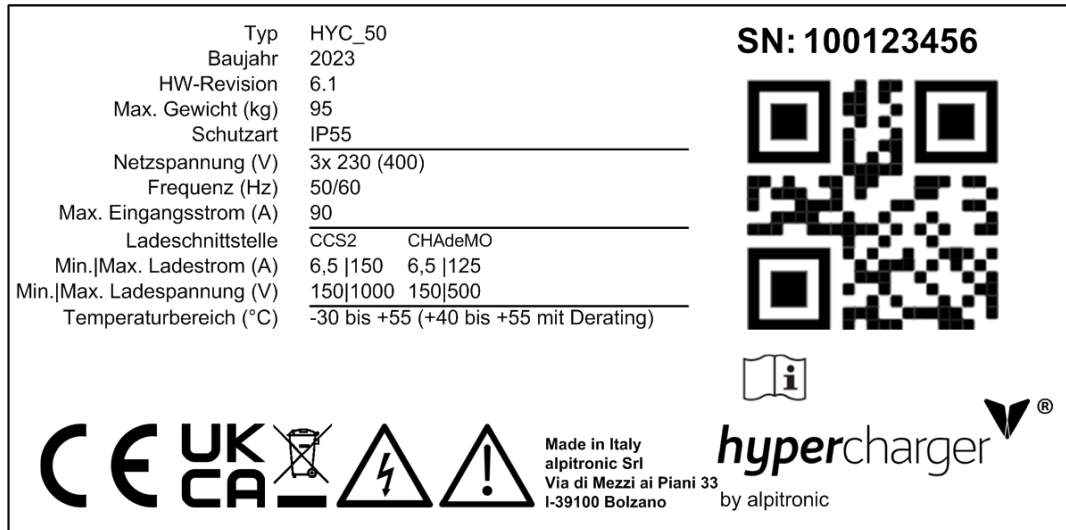 Typ HYC_50
Baujahr 2023
HW-Revision 6.1
Max. Gewicht (kg) 95
Schutzart IP55
Netzspannung (V) 3x 230 (400)
Frequenz (Hz) 50/60
Max. Eingangsstrom (A) 90
Ladeschnittstelle CCS2 CHAdeMO
Min.|Max. Ladestrom (A) 6,5 |150 6,5 |125
Min.|Max. Ladespannung (V) 150|1000 150|500
Temperaturbereich (°C) -30 bis +55 (+40 bis +55 mit Derating)
SN: 100123456
i
CE UK
CA
Made in Italy
alpitronic Srl
Via di Mezzi ai Piani 33
I-39100 Bolzano
hypercharger ®
by alpitronic